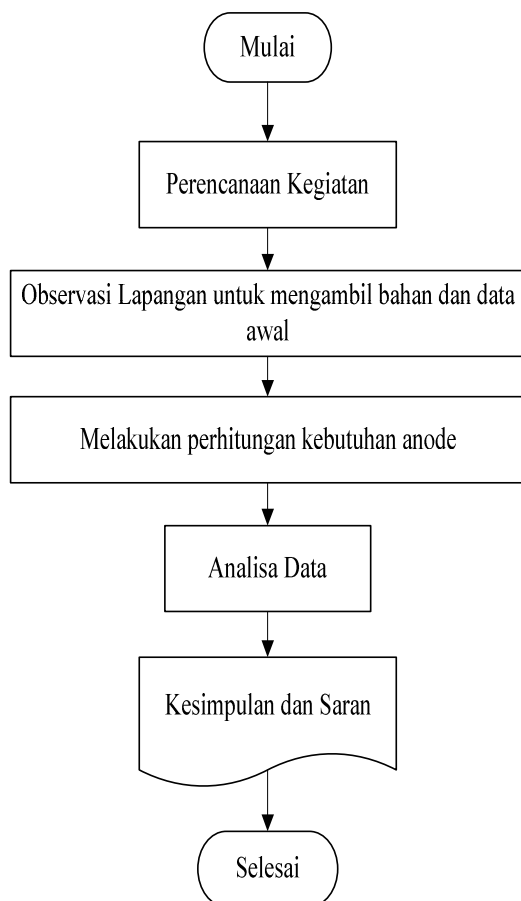 Mulai
Perencanaan Kegiatan
Observasi Lapangan untuk mengambil bahan dan data
awal
Melakukan perhitungan kebutuhan anode
Analisa Data
Kesimpulan dan Saran
Selesai